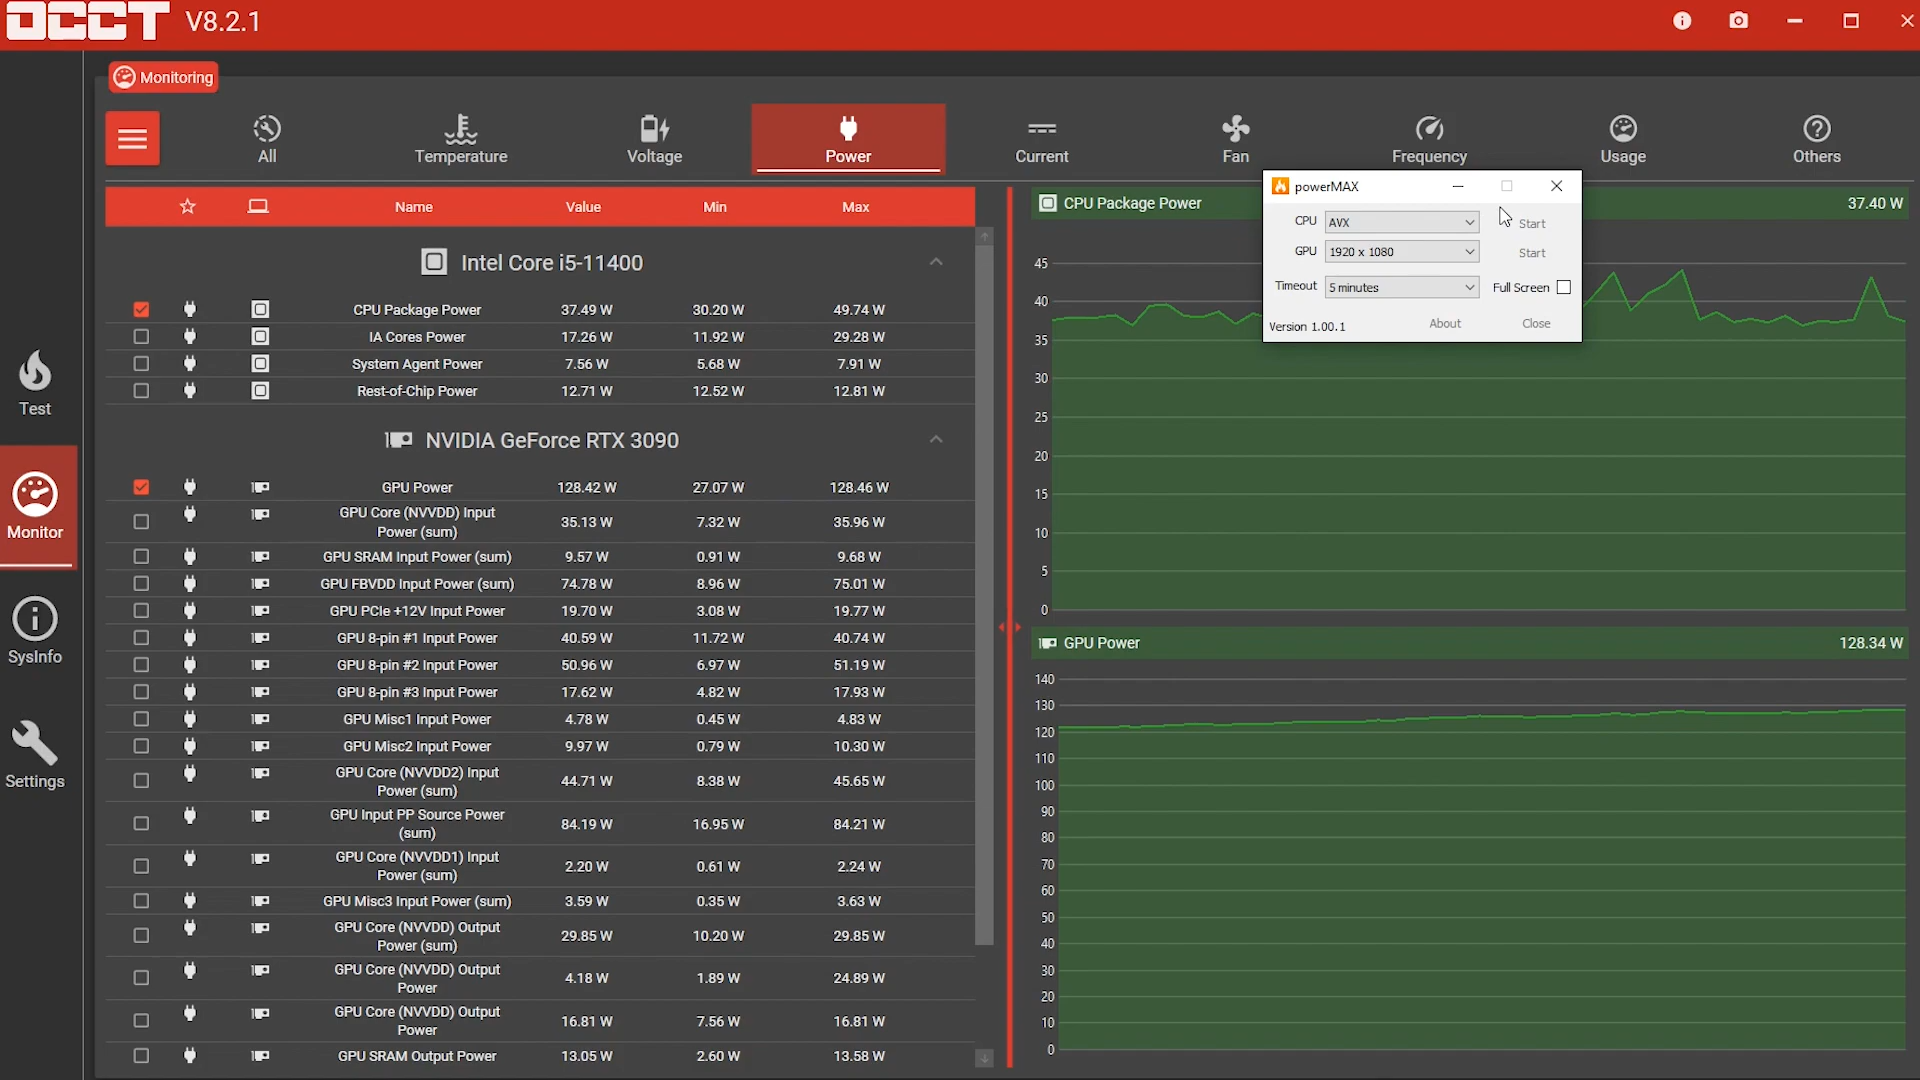 OCCT V8.2.1
Monitoring
All
Temperature
Voltage
Power
Current
Fan
Frequency
Usage
Others
Test
Monitor
SysInfo
Settings
Name Value Min Max
Intel Core i5-11400
CPU Package Power 37.49 W 30.20 W 49.74 W
IA Cores Power 17.26 W 11.92 W 29.28 W
System Agent Power 7.56 W 5.68 W 7.91 W
Rest-of-Chip Power 12.71 W 12.52 W 12.81 W
NVIDIA GeForce RTX 3090
GPU Power 128.42 W 27.07 W 128.46 W
GPU Core (NVVDD) Input
Power (sum) 35.13 W 7.32 W 35.96 W
GPU SRAM Input Power (sum) 9.57 W 0.91 W 9.68 W
GPU FBVDD Input Power (sum) 74.78 W 8.96 W 75.01 W
GPU PCIe +12V Input Power 19.70 W 3.08 W 19.77 W
GPU 8-pin #1 Input Power 40.59 W 11.72 W 40.74 W
GPU 8-pin #2 Input Power 50.96 W 6.97 W 51.19 W
GPU 8-pin #3 Input Power 17.62 W 4.82 W 17.93 W
GPU Misc1 Input Power 4.78 W 0.45 W 4.83 W
GPU Misc2 Input Power 9.97 W 0.79 W 10.30 W
GPU Core (NVVDD2) Input
Power (sum) 44.71 W 8.38 W 45.65 W
GPU Input PP Source Power
(sum) 84.19 W 16.95 W 84.21 W
GPU Core (NVVDD1) Input
Power (sum) 2.20 W 0.61 W 2.24 W
GPU Misc3 Input Power (sum) 3.59 W 0.35 W 3.63 W
GPU Core (NVVDD) Output
Power (sum) 29.85 W 10.20 W 29.85 W
GPU Core (NVVDD) Output
Power 4.18 W 1.89 W 24.89 W
GPU Core (NVVDD) Output
Power 16.81 W 7.56 W 16.81 W
GPU SRAM Output Power 13.05 W 2.60 W 13.58 W
CPU Package Power 37.40 W
45
40
35
30
25
20
15
10
5
0
powerMAX
CPU AVX Start
GPU 1920 x 1080 Start
Timeout 5 minutes Full Screen
Version 1.00.1 About Close
GPU Power 128.34 W
140
130
120
110
100
90
80
70
60
50
40
30
20
10
0